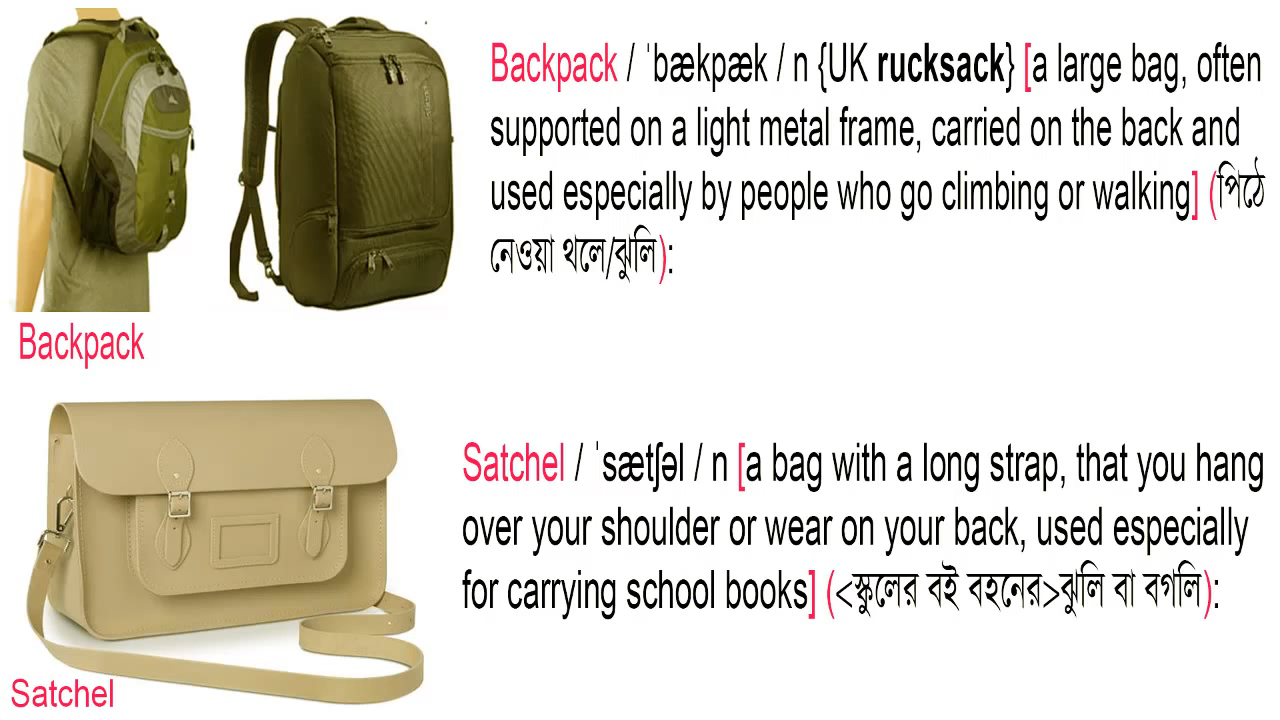 Backpack / ˈbækpæk / n {UK rucksack} [a large bag, often
supported on a light metal frame, carried on the back and
used especially by people who go climbing or walking] (পিঠে
নেওয়া থলে/ঝুলি):
Backpack
Satchel / ˈsætʃəl / n [a bag with a long strap, that you hang
over your shoulder or wear on your back, used especially
for carrying school books] (<স্কুলের বই বহনের>ঝুলি বা বগলি):
Satchel